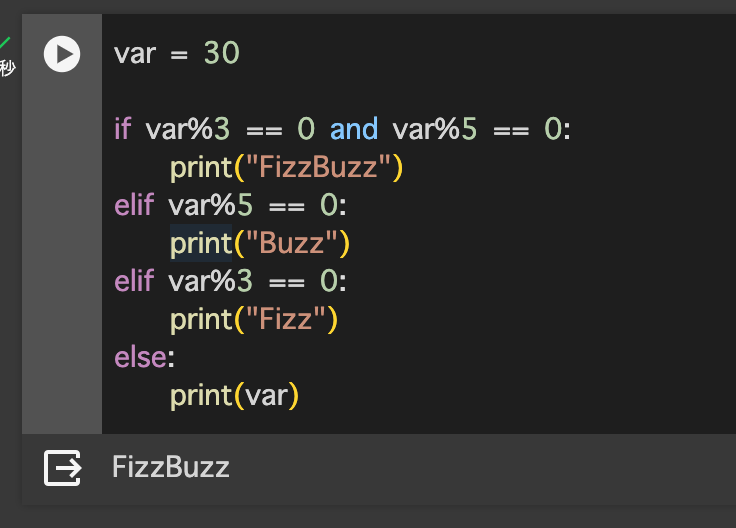 秒
var = 30
if var%3 == 0 and var%5 == 0:
    print("FizzBuzz")
elif var%5 == 0:
    print("Buzz")
elif var%3 == 0:
    print("Fizz")
else:
    print(var)
FizzBuzz